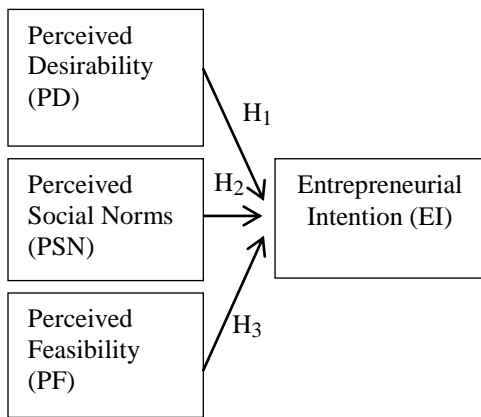 Perceived
Desirability
(PD)
H1
Perceived
Social Norms
(PSN)
H2
Entrepreneurial
Intention (EI)
Perceived
Feasibility
(PF)
H3